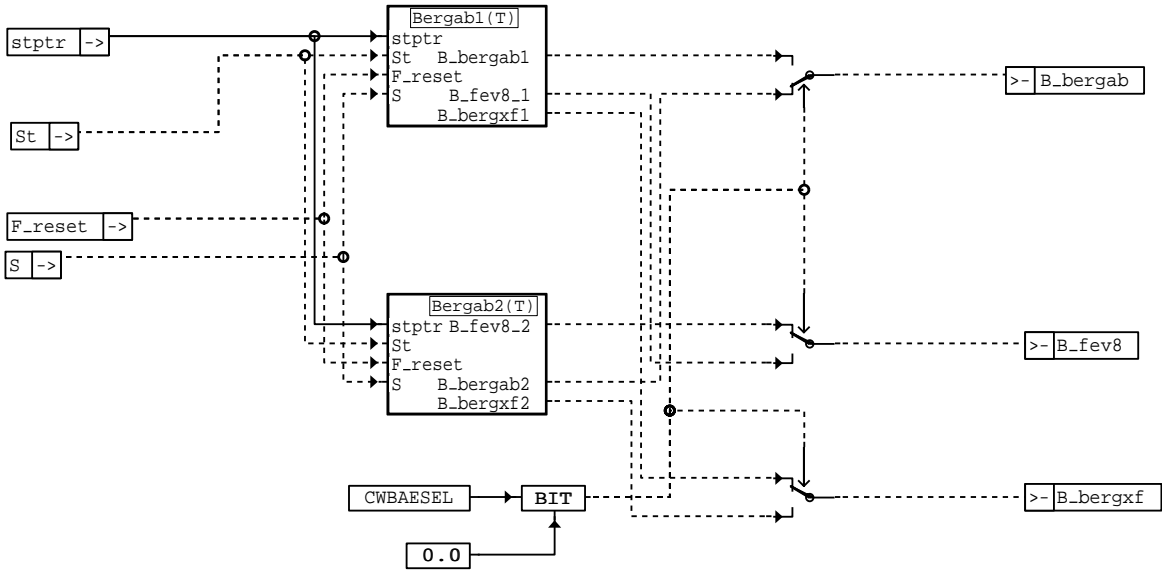 Bergab1(T)
stptr ->
stptr
St B_bergab1
F_reset
S B_fev8_1
B_bergxf1
>- B_bergab
St ->
F_reset ->
S ->
Bergab2(T)
stptr B_fev8_2
St
F_reset
S B_bergab2
B_bergxf2
>- B_fev8
CWBAESEL
BIT
>- B_bergxf
0.0